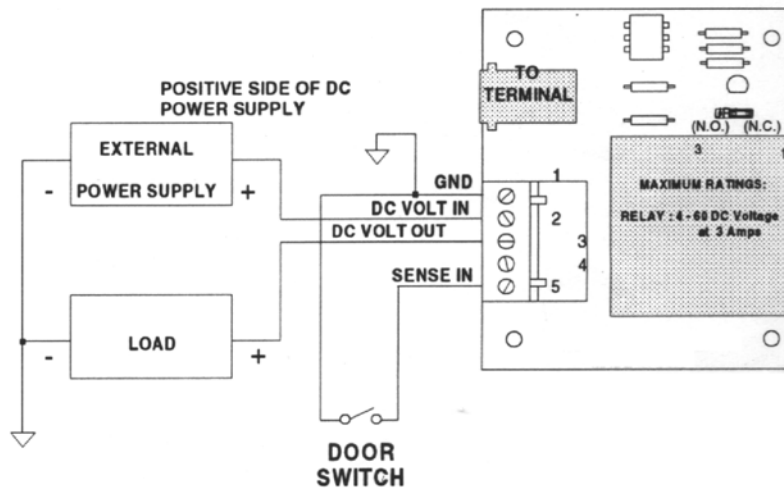 POSITIVE SIDE OF DC
POWER SUPPLY
EXTERNAL
POWER SUPPLY
-
+
LOAD
-
+
GND
DC VOLT IN
DC VOLT OUT
SENSE IN
1
2
3
4
5
DOOR
SWITCH
TO
TERMINAL
(N.O.) (N.C.)
3 1
MAXIMUM RATINGS:
RELAY : 4 - 60 DC Voltage
at 3 Amps